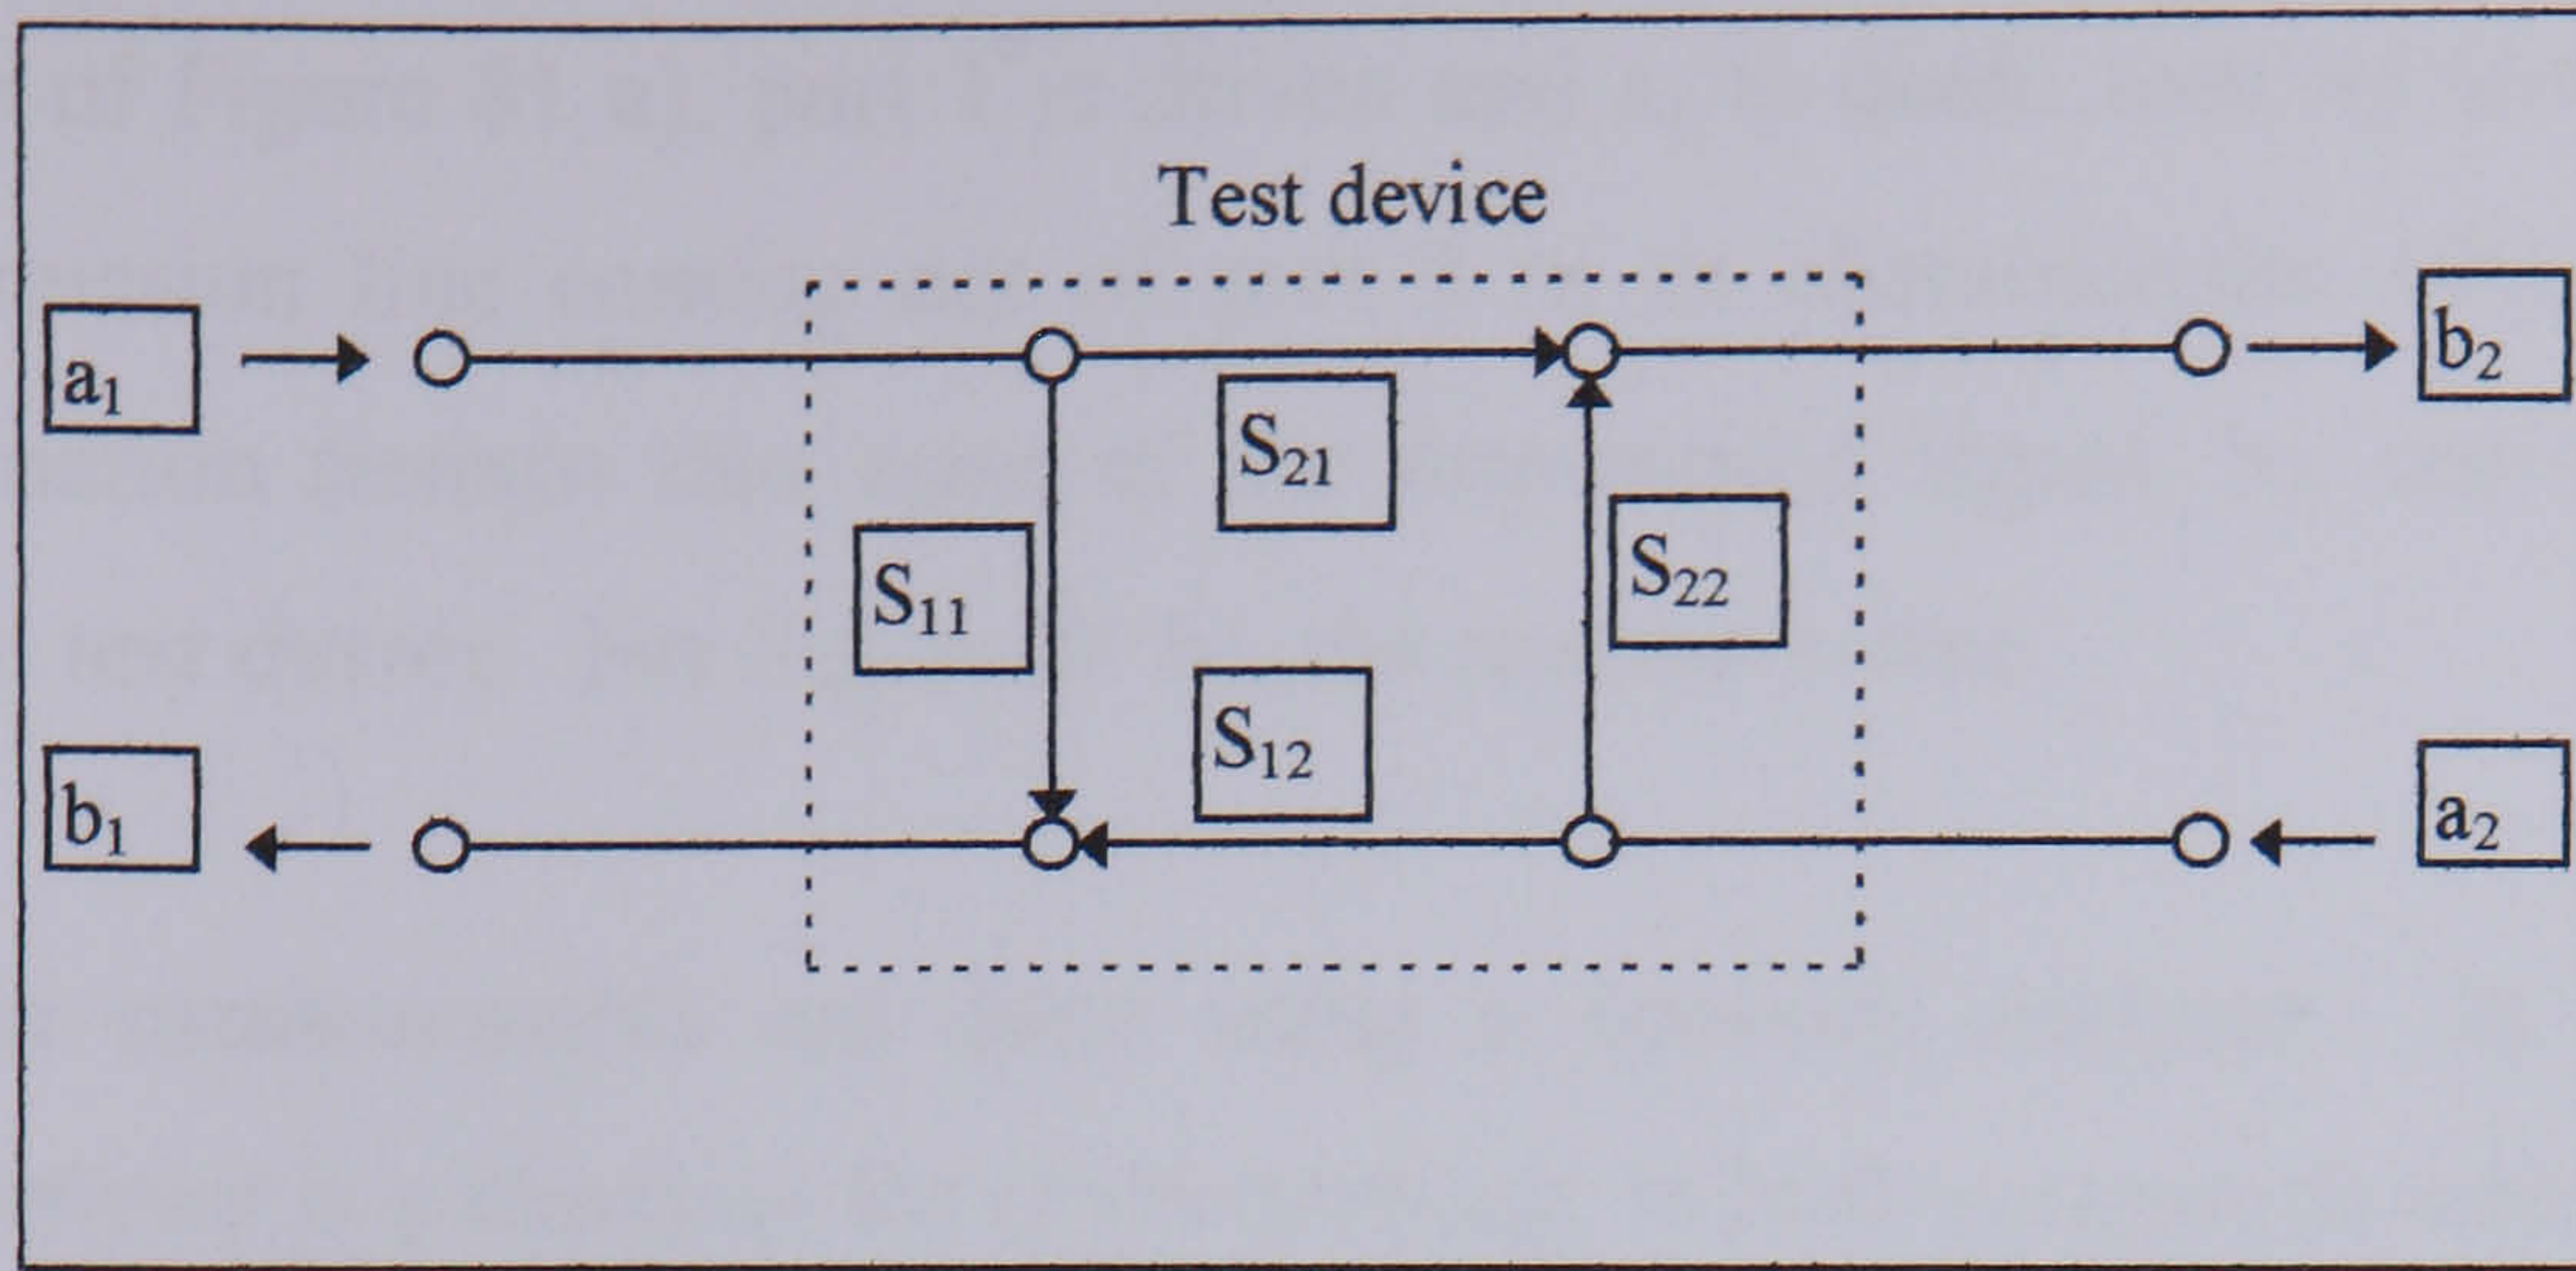 Test device
a₁
b₂
S₂₁
S₁₁
S₂₂
S₁₂
b₁
a₂